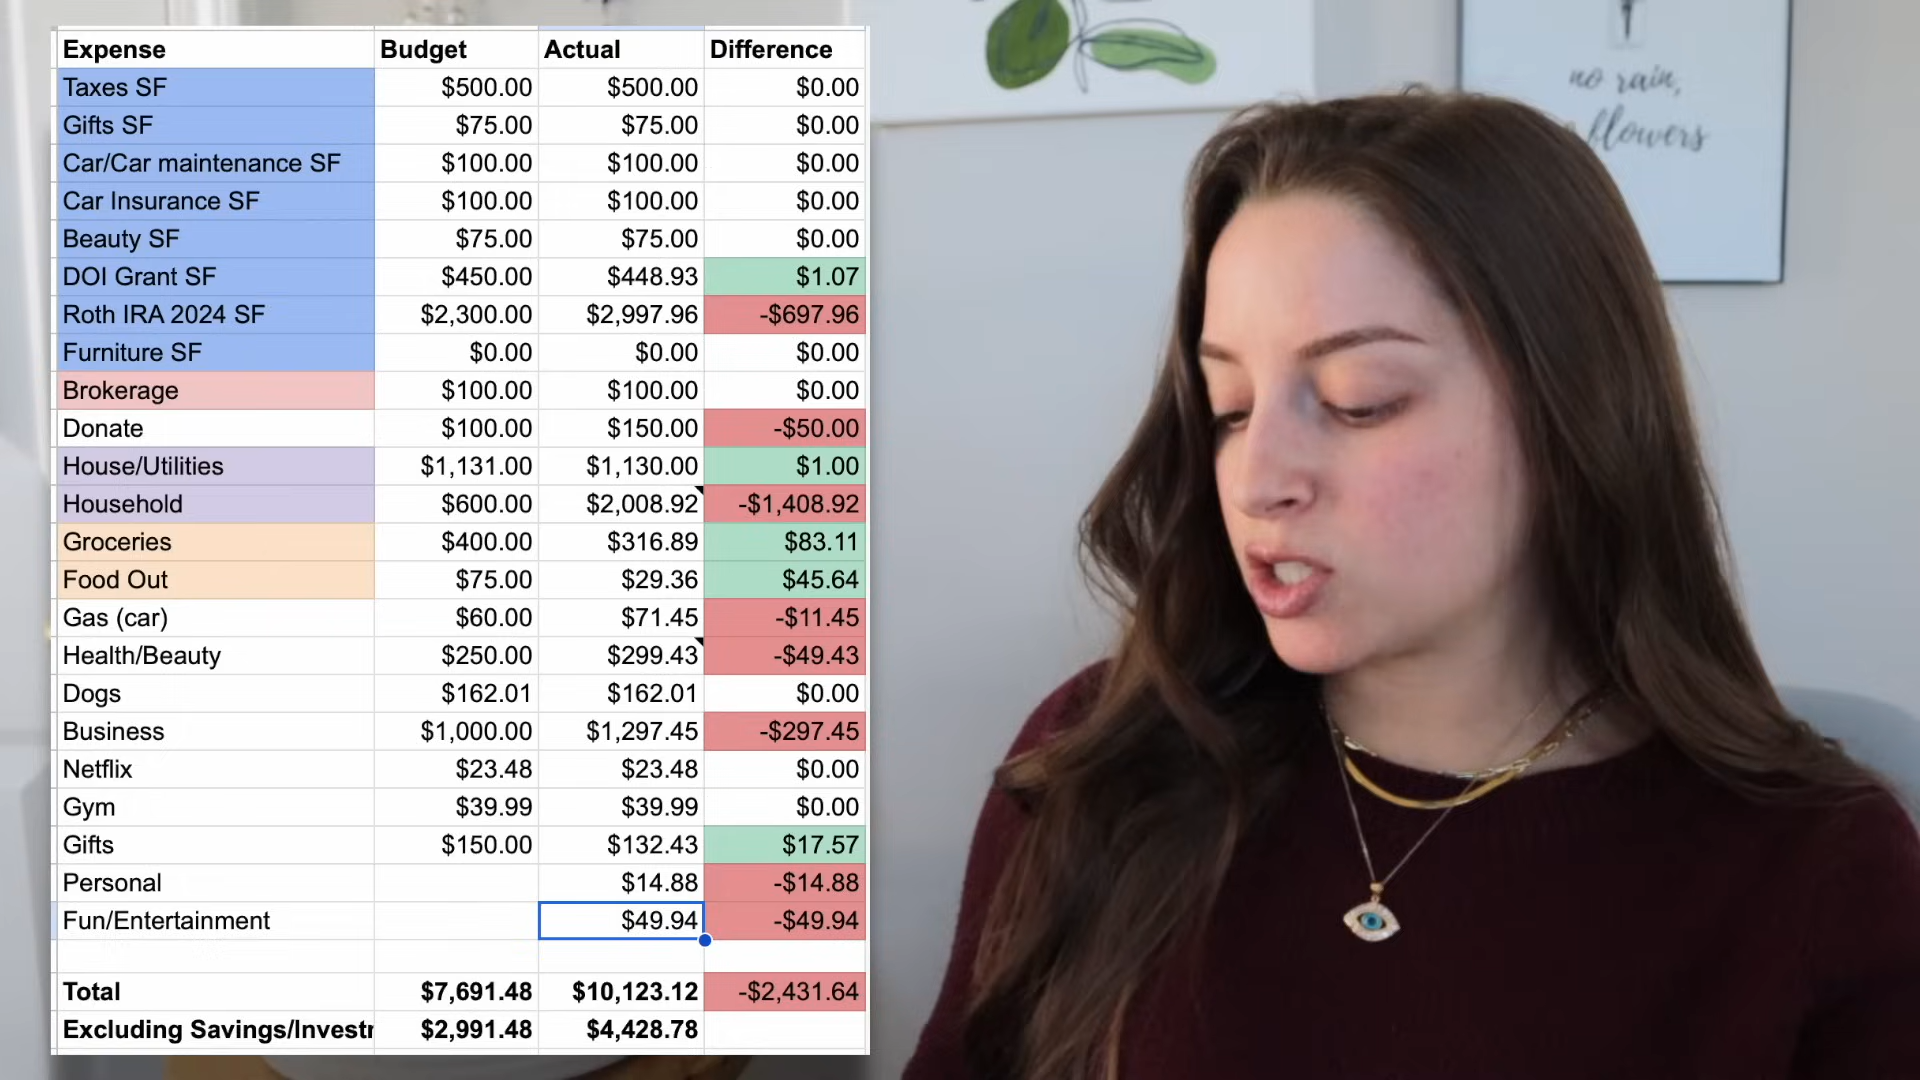 Expense Budget Actual Difference
Taxes SF $500.00 $500.00 $0.00
Gifts SF $75.00 $75.00 $0.00
Car/Car maintenance SF $100.00 $100.00 $0.00
Car Insurance SF $100.00 $100.00 $0.00
Beauty SF $75.00 $75.00 $0.00
DOI Grant SF $450.00 $448.93 $1.07
Roth IRA 2024 SF $2,300.00 $2,997.96 -$697.96
Furniture SF $0.00 $0.00 $0.00
Brokerage $100.00 $100.00 $0.00
Donate $100.00 $150.00 -$50.00
House/Utilities $1,131.00 $1,130.00 $1.00
Household $600.00 $2,008.92 -$1,408.92
Groceries $400.00 $316.89 $83.11
Food Out $75.00 $29.36 $45.64
Gas (car) $60.00 $71.45 -$11.45
Health/Beauty $250.00 $299.43 -$49.43
Dogs $162.01 $162.01 $0.00
Business $1,000.00 $1,297.45 -$297.45
Netflix $23.48 $23.48 $0.00
Gym $39.99 $39.99 $0.00
Gifts $150.00 $132.43 $17.57
Personal $14.88 -$14.88
Fun/Entertainment $49.94 -$49.94
Total $7,691.48 $10,123.12 -$2,431.64
Excluding Savings/Investr $2,991.48 $4,428.78
no rain,
flowers